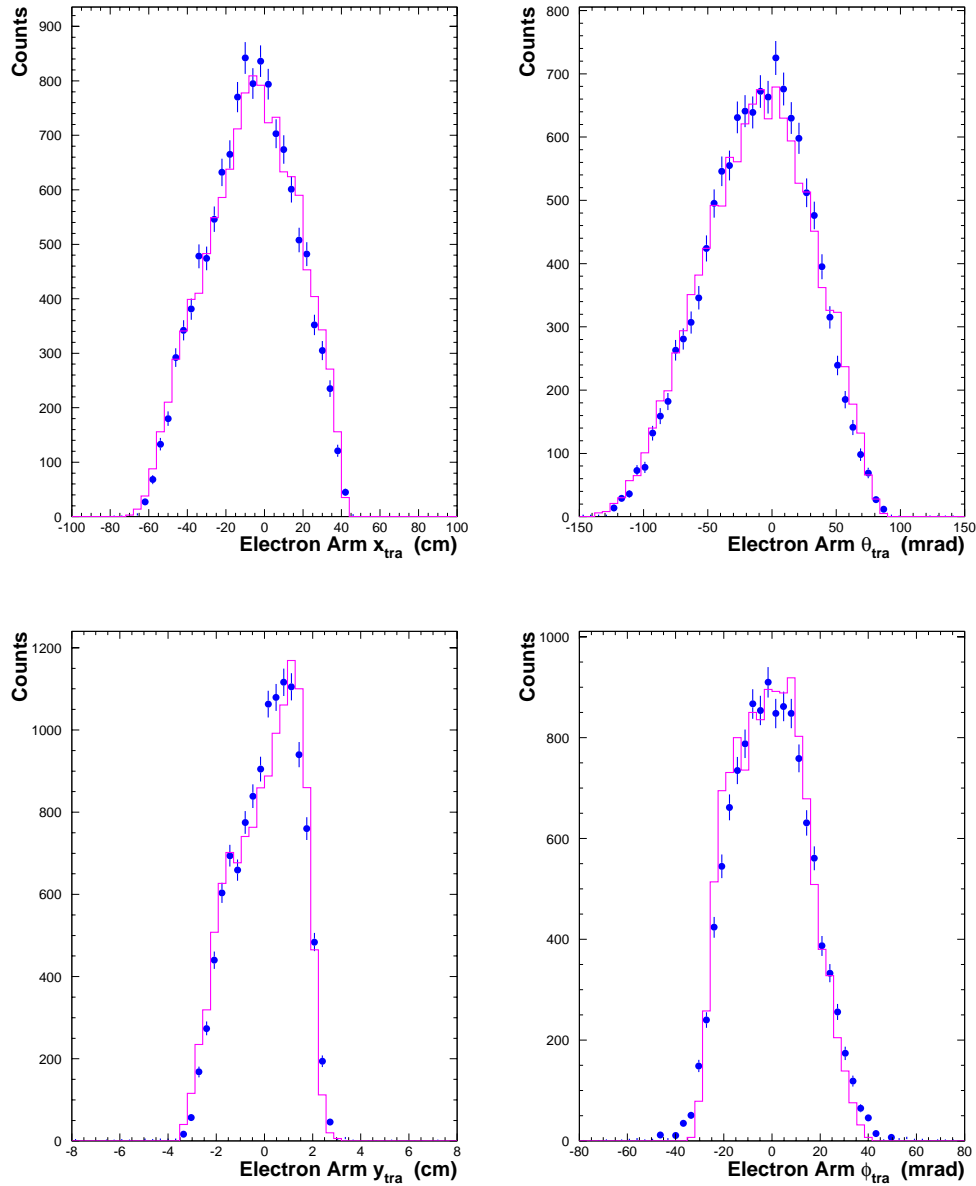 Counts
900
800
700
600
500
400
300
200
100
0
-100 -80 -60 -40 -20 0 20 40 60 80 100
Electron Arm x_tra (cm)
Counts
800
700
600
500
400
300
200
100
0
-150 -100 -50 0 50 100 150
Electron Arm θ_tra (mrad)
Counts
1200
1000
800
600
400
200
0
-8 -6 -4 -2 0 2 4 6 8
Electron Arm y_tra (cm)
Counts
1000
800
600
400
200
0
-80 -60 -40 -20 0 20 40 60 80
Electron Arm ϕ_tra (mrad)